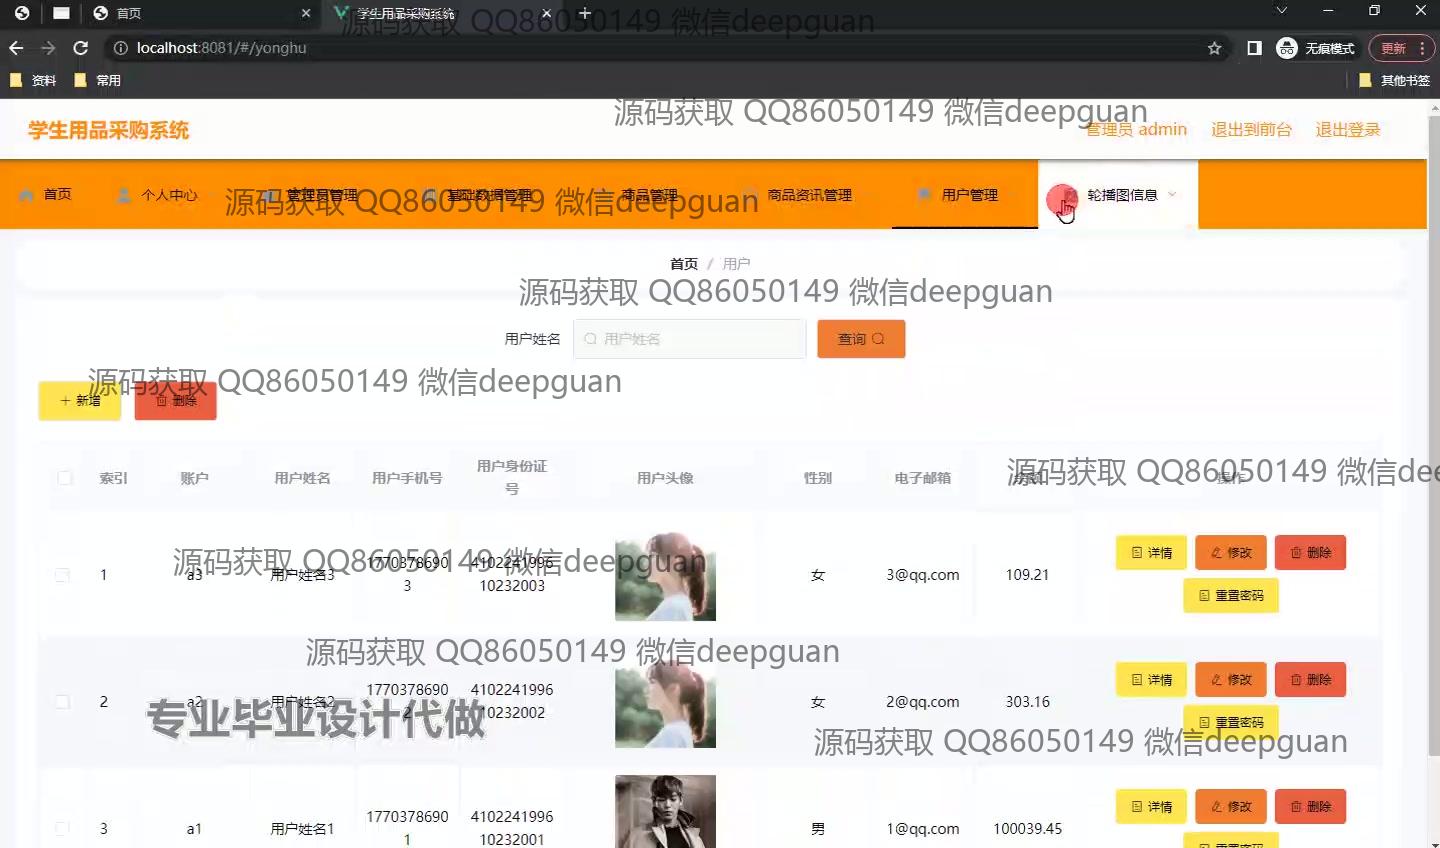 首页
学生用品采购系统
源码获取 QQ86050149 微信deepguan
localhost:8081/#/yonghu
无痕模式
更新
资料
常用
其他书签
源码获取 QQ86050149 微信deepguan
学生用品采购系统
管理员 admin
退出到前台
退出登录
首页
个人中心
管理员管理
基础数据管理
商品管理
商品资讯管理
用户管理
轮播图信息
源码获取 QQ86050149 微信deepguan
首页 / 用户
源码获取 QQ86050149 微信deepguan
用户姓名
用户姓名
查询
源码获取 QQ86050149 微信deepguan
+ 新增
删除
索引
账户
用户姓名
用户手机号
用户身份证
号
用户头像
性别
电子邮箱
操作
源码获取 QQ86050149 微信dee
1
a3
用户姓名3
1770378690
3
4102241996
10232003
女
3@qq.com
109.21
详情
修改
删除
重置密码
源码获取 QQ86050149 微信deepguan
源码获取 QQ86050149 微信deepguan
2
a2
用户姓名2
1770378690
2
4102241996
10232002
女
2@qq.com
303.16
详情
修改
删除
重置密码
专业毕业设计代做
源码获取 QQ86050149 微信deepguan
3
a1
用户姓名1
1770378690
1
4102241996
10232001
男
1@qq.com
100039.45
详情
修改
删除
重置密码